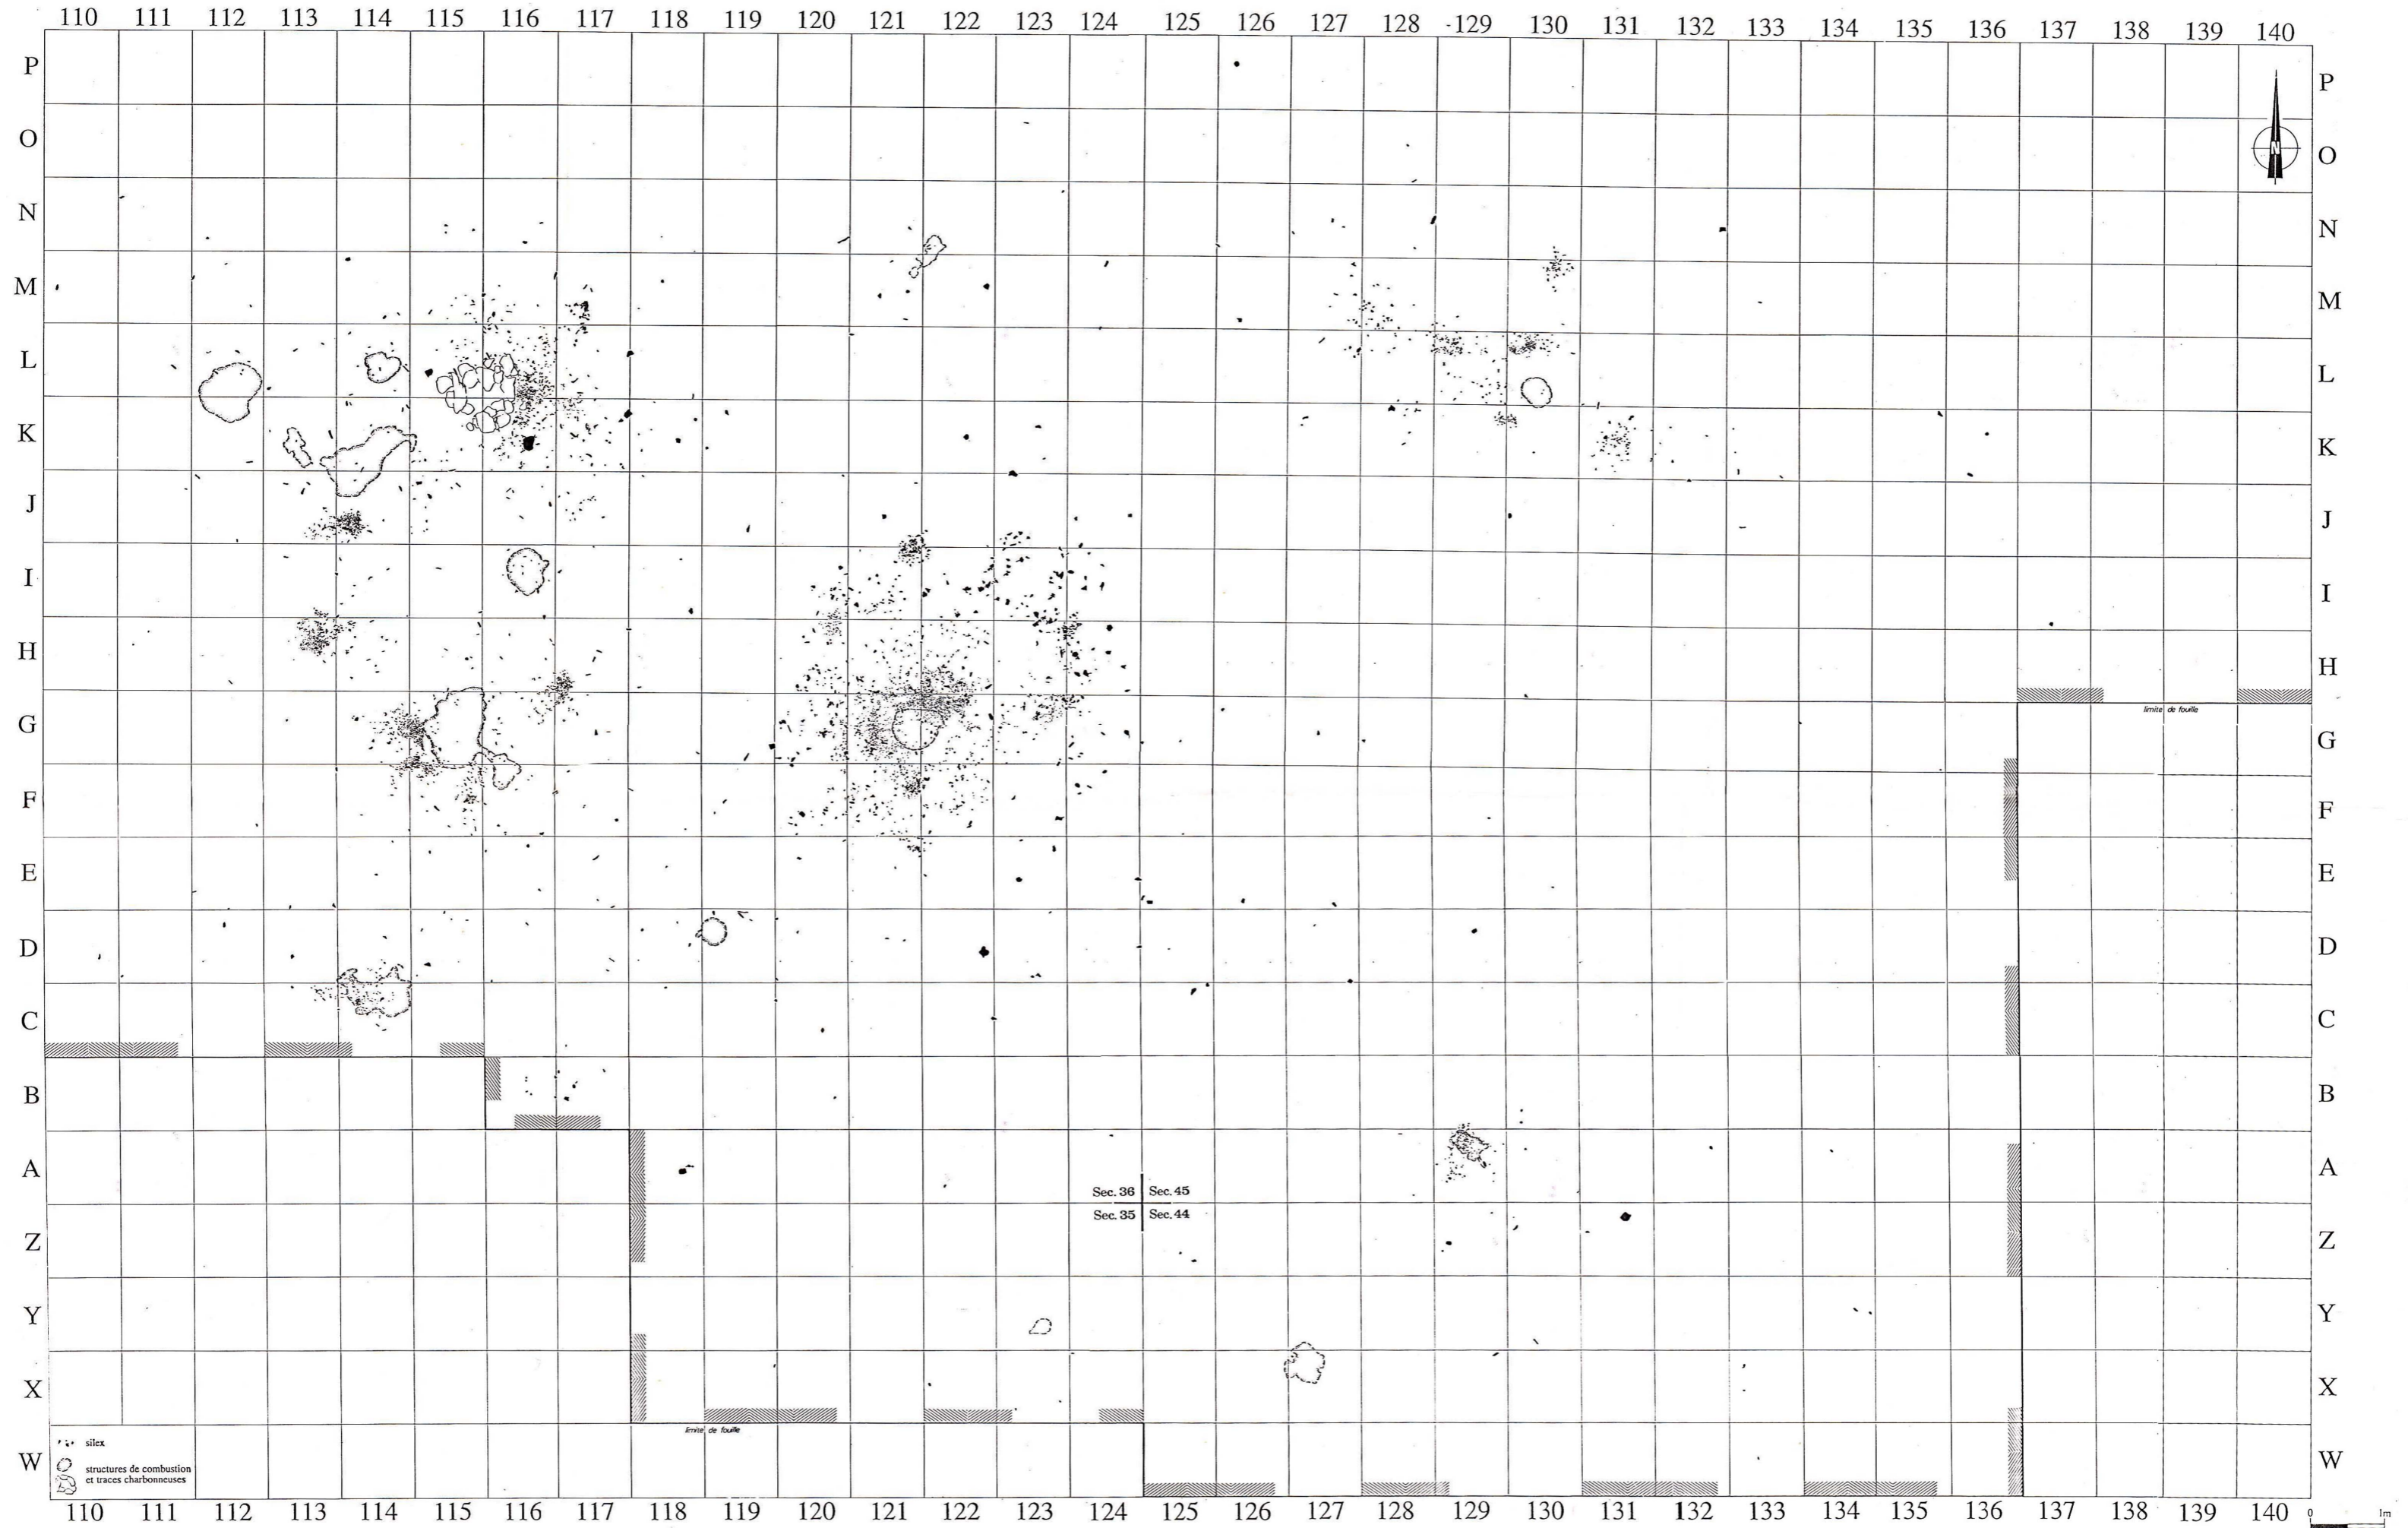 110 111 112 113 114 115 116 117 118 119 120 121 122 123 124 125 126 127 128 129 130 131 132 133 134 135 136 137 138 139 140
P P
O N O
N N
M M
L L
K K
J J
I I
H H
limite de fouille
G G
F F
E E
D D
C C
B B
A A
Sec. 36 Sec. 45
Sec. 35 Sec. 44
Z Z
Y Y
X X
limite de fouille
W W
silex
structures de combustion
et traces charbonneuses
110 111 112 113 114 115 116 117 118 119 120 121 122 123 124 125 126 127 128 129 130 131 132 133 134 135 136 137 138 139 140
0 1m